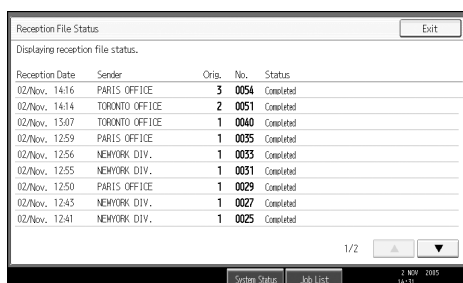 Reception File Status Exit
Displaying reception file status.
Reception Date Sender Orig. No. Status
02/Nov. 14:16 PARIS OFFICE 3 0054 Completed
02/Nov. 14:14 TORONTO OFFICE 2 0051 Completed
02/Nov. 13:07 TORONTO OFFICE 1 0040 Completed
02/Nov. 12:59 PARIS OFFICE 1 0035 Completed
02/Nov. 12:56 NEWYORK DIV. 1 0033 Completed
02/Nov. 12:55 NEWYORK DIV. 1 0031 Completed
02/Nov. 12:50 PARIS OFFICE 1 0029 Completed
02/Nov. 12:43 NEWYORK DIV. 1 0027 Completed
02/Nov. 12:41 NEWYORK DIV. 1 0025 Completed
1/2 ▲ ▼
System Status Job List 2 NOV 2005
14:31